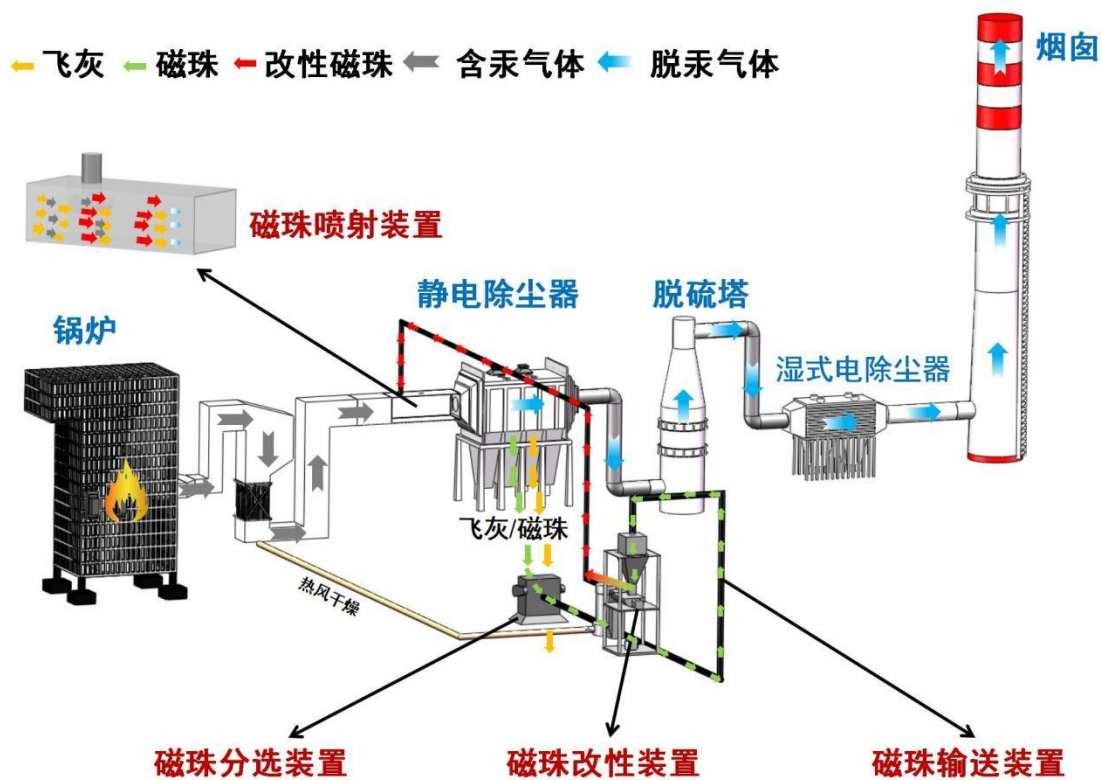 飞灰 磁珠 改性磁珠 含汞气体 脱汞气体
烟囱
磁珠喷射装置
锅炉
静电除尘器
脱硫塔
湿式电除尘器
飞灰/磁珠
热风干燥
磁珠分选装置
磁珠改性装置
磁珠输送装置